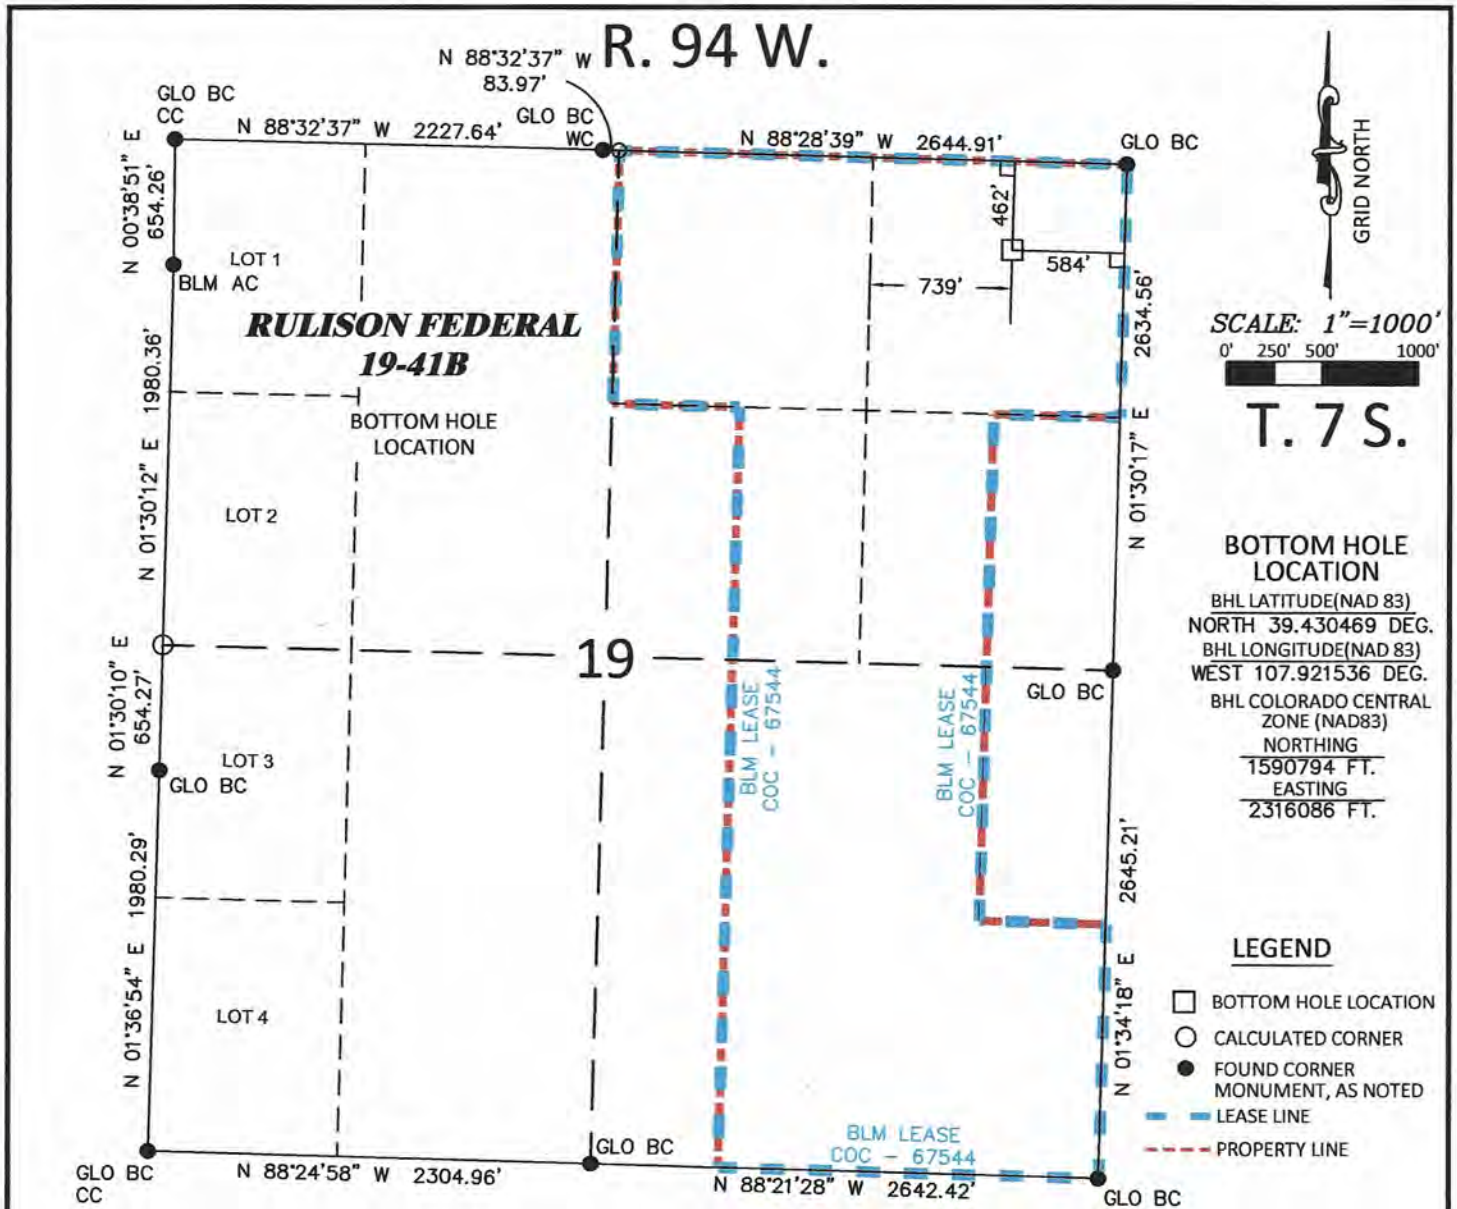 R. 94 W.
N 88°32'37" W
83.97'
GLO BC
CC
N 88°32'37" W 2227.64'
GLO BC
WC
N 88°28'39" W 2644.91'
GLO BC
N 00°38'51" E
654.26'
LOT 1
BLM AC
462'
584'
739'
2634.56'
N 01°30'17" E
GRID NORTH
SCALE: 1"=1000'
0' 250' 500' 1000'
T. 7 S.
RULISON FEDERAL
19-41B
BOTTOM HOLE
LOCATION
N 01°30'12" E 1980.36'
LOT 2
BOTTOM HOLE
LOCATION
BHL LATITUDE(NAD 83)
NORTH 39.430469 DEG.
BHL LONGITUDE(NAD 83)
WEST 107.921536 DEG.
BHL COLORADO CENTRAL
ZONE (NAD83)
NORTHING
1590794 FT.
EASTING
2316086 FT.
19
GLO BC
N 01°30'10" E
654.27'
LOT 3
GLO BC
BLM LEASE
COC - 67544
BLM LEASE
COC - 67544
2645.21'
N 01°34'18" E
N 01°36'54" E 1980.29'
LOT 4
LEGEND
BOTTOM HOLE LOCATION
CALCULATED CORNER
FOUND CORNER
MONUMENT, AS NOTED
LEASE LINE
PROPERTY LINE
BLM LEASE
COC - 67544
GLO BC
CC
N 88°24'58" W 2304.96'
GLO BC
N 88°21'28" W 2642.42'
GLO BC